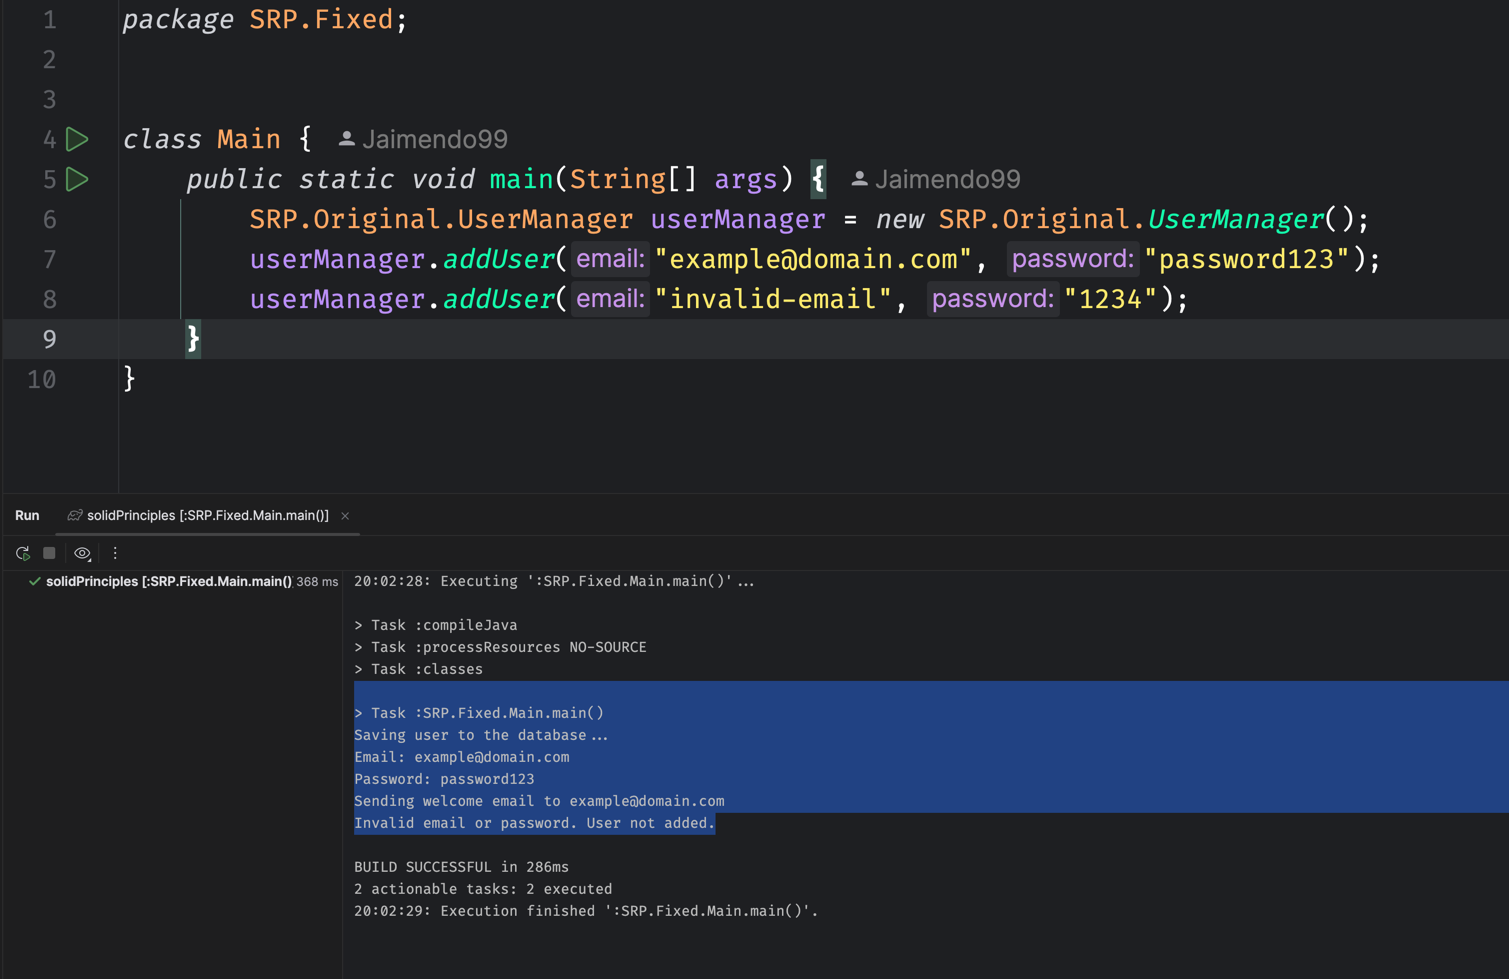 1 package SRP.Fixed;
2
3
4 class Main { Jaimendo99
5 public static void main(String[] args) { Jaimendo99
6 SRP.Original.UserManager userManager = new SRP.Original.UserManager();
7 userManager.addUser( email: "example@domain.com", password: "password123");
8 userManager.addUser( email: "invalid-email", password: "1234");
9 }
10 }
Run solidPrinciples [:SRP.Fixed.Main.main()]
solidPrinciples [:SRP.Fixed.Main.main() 368 ms
20:02:28: Executing ':SRP.Fixed.Main.main()'...
> Task :compileJava
> Task :processResources NO-SOURCE
> Task :classes
> Task :SRP.Fixed.Main.main()
Saving user to the database...
Email: example@domain.com
Password: password123
Sending welcome email to example@domain.com
Invalid email or password. User not added.
BUILD SUCCESSFUL in 286ms
2 actionable tasks: 2 executed
20:02:29: Execution finished ':SRP.Fixed.Main.main()'.